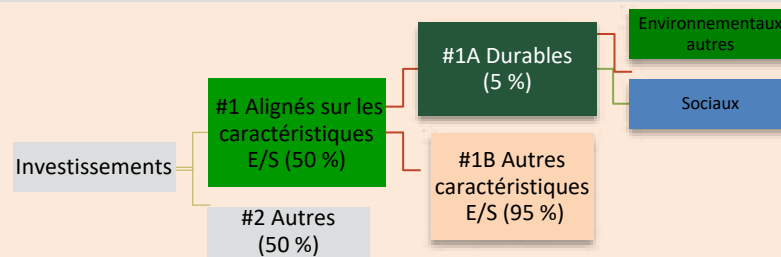 Investissements
#1 Alignés sur les
caractéristiques
E/S (50 %)
#2 Autres
(50 %)
#1A Durables
(5 %)
#1B Autres
caractéristiques
E/S (95 %)
Environnementaux
autres
Sociaux